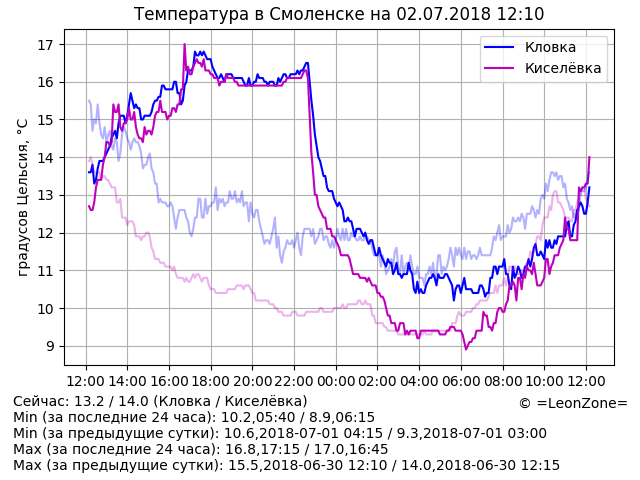 Температура в Смоленске на 02.07.2018 12:10
Кловка
Киселёвка
градусов Цельсия, °C
17
16
15
14
13
12
11
10
9
12:00 14:00 16:00 18:00 20:00 22:00 00:00 02:00 04:00 06:00 08:00 10:00 12:00
Сейчас: 13.2 / 14.0 (Кловка / Киселёвка)
© =LeonZone=
Min (за последние 24 часа): 10.2,05:40 / 8.9,06:15
Min (за предыдущие сутки): 10.6,2018-07-01 04:15 / 9.3,2018-07-01 03:00
Max (за последние 24 часа): 16.8,17:15 / 17.0,16:45
Max (за предыдущие сутки): 15.5,2018-06-30 12:10 / 14.0,2018-06-30 12:15